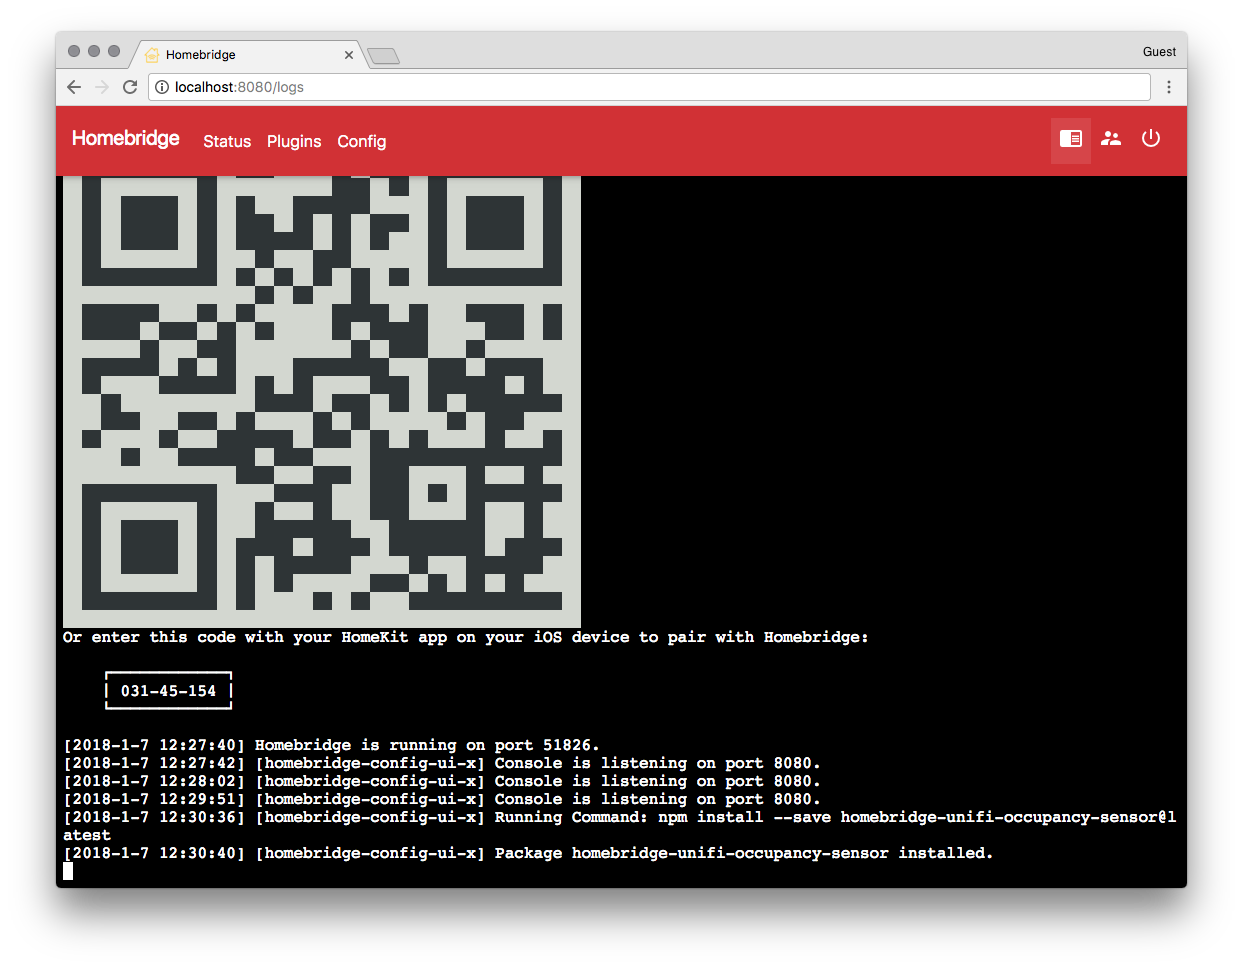 Homebridge
Guest
localhost:8080/logs
Homebridge Status Plugins Config
Or enter this code with your HomeKit app on your iOS device to pair with Homebridge:
031-45-154
[2018-1-7 12:27:40] Homebridge is running on port 51826.
[2018-1-7 12:27:42] [homebridge-config-ui-x] Console is listening on port 8080.
[2018-1-7 12:28:02] [homebridge-config-ui-x] Console is listening on port 8080.
[2018-1-7 12:29:51] [homebridge-config-ui-x] Console is listening on port 8080.
[2018-1-7 12:30:36] [homebridge-config-ui-x] Running Command: npm install --save homebridge-unifi-occupancy-sensor@l
atest
[2018-1-7 12:30:40] [homebridge-config-ui-x] Package homebridge-unifi-occupancy-sensor installed.